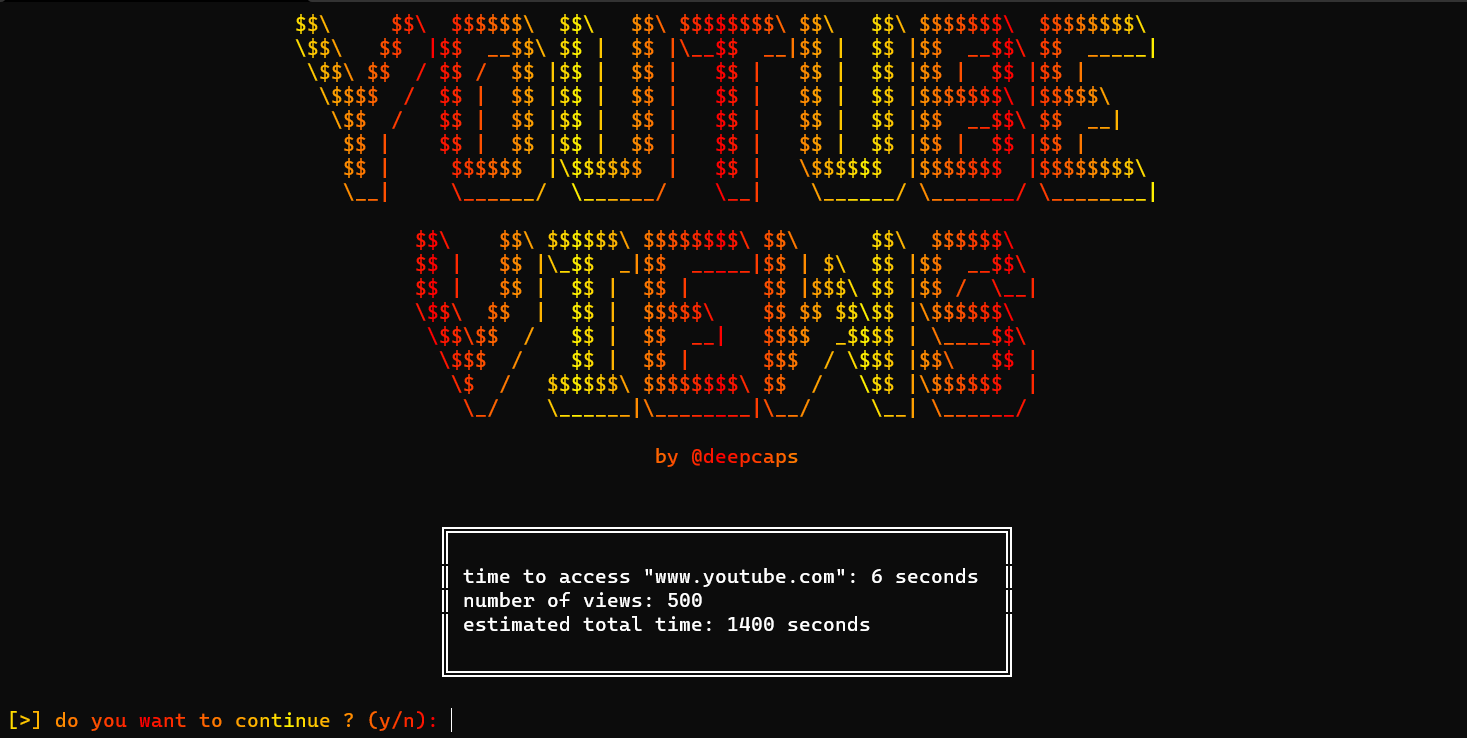 YOUTUBE
VIEWS
by @deepcaps
time to access "www.youtube.com": 6 seconds
number of views: 500
estimated total time: 1400 seconds
[>] do you want to continue ? (y/n):